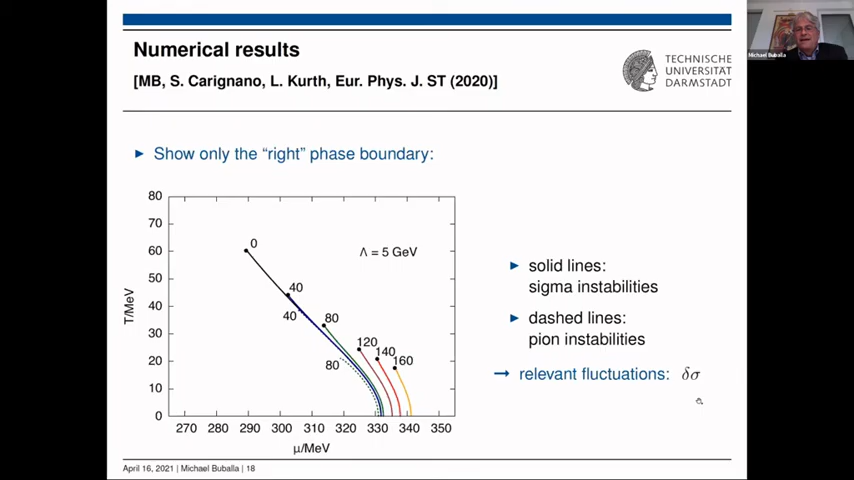 Numerical results
[MB, S. Carignano, L. Kurth, Eur. Phys. J. ST (2020)]
TECHNISCHE
UNIVERSITÄT
DARMSTADT
Michael Buballa
► Show only the “right” phase boundary:
80
70
60
50
40
30
20
10
0
T/MeV
0
Λ = 5 GeV
40
40
80
80
120
140
160
270 280 290 300 310 320 330 340 350
μ/MeV
► solid lines:
sigma instabilities
► dashed lines:
pion instabilities
→ relevant fluctuations: δσ
April 16, 2021 | Michael Buballa | 18